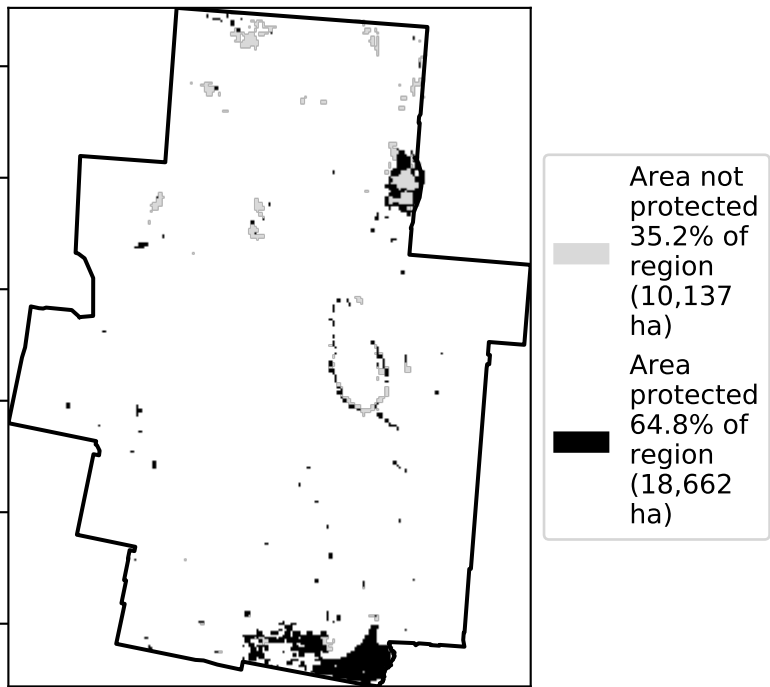 Area not
protected
35.2% of
region
(10,137
ha)
Area
protected
64.8% of
region
(18,662
ha)